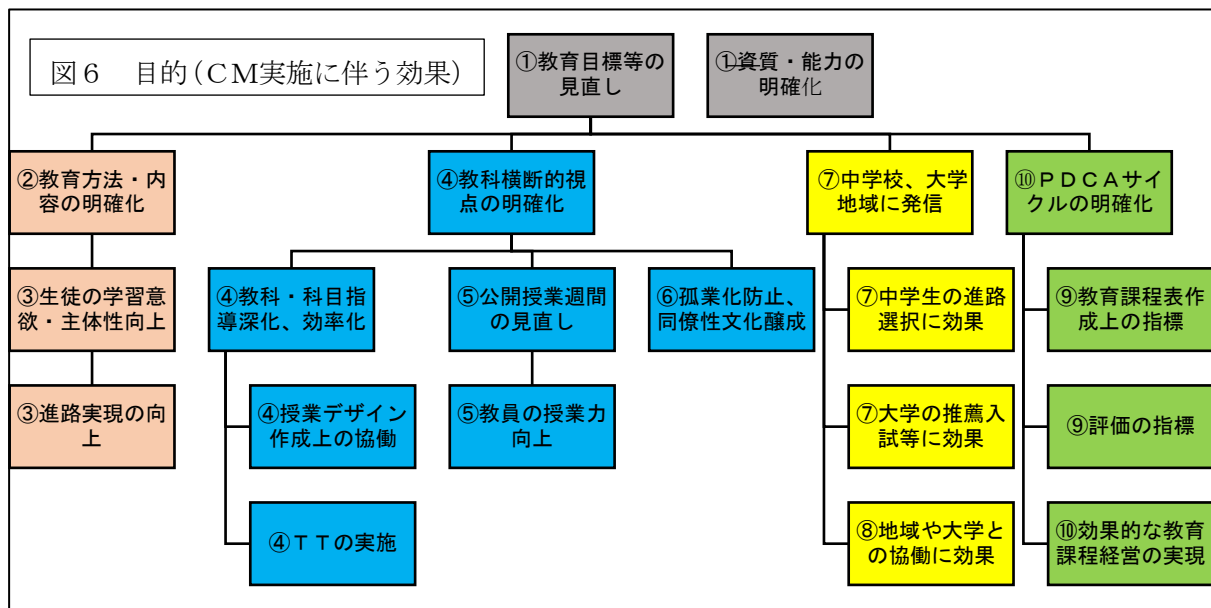 図6 目的(CM実施に伴う効果)
①教育目標等の
見直し
①資質・能力の
明確化
②教育方法・内
容の明確化
④教科横断的視
点の明確化
⑦中学校、大学
地域に発信
⑩PDCAサイ
クルの明確化
③生徒の学習意
欲・主体性向上
④教科・科目指
導深化、効率化
⑤公開授業週間
の見直し
⑥孤業化防止、
同僚性文化醸成
⑦中学生の進路
選択に効果
⑨教育課程表作
成上の指標
③進路実現の向
上
④授業デザイン
作成上の協働
⑤教員の授業力
向上
⑦大学の推薦入
試等に効果
⑨評価の指標
④TTの実施
⑧地域や大学と
の協働に効果
⑩効果的な教育
課程経営の実現